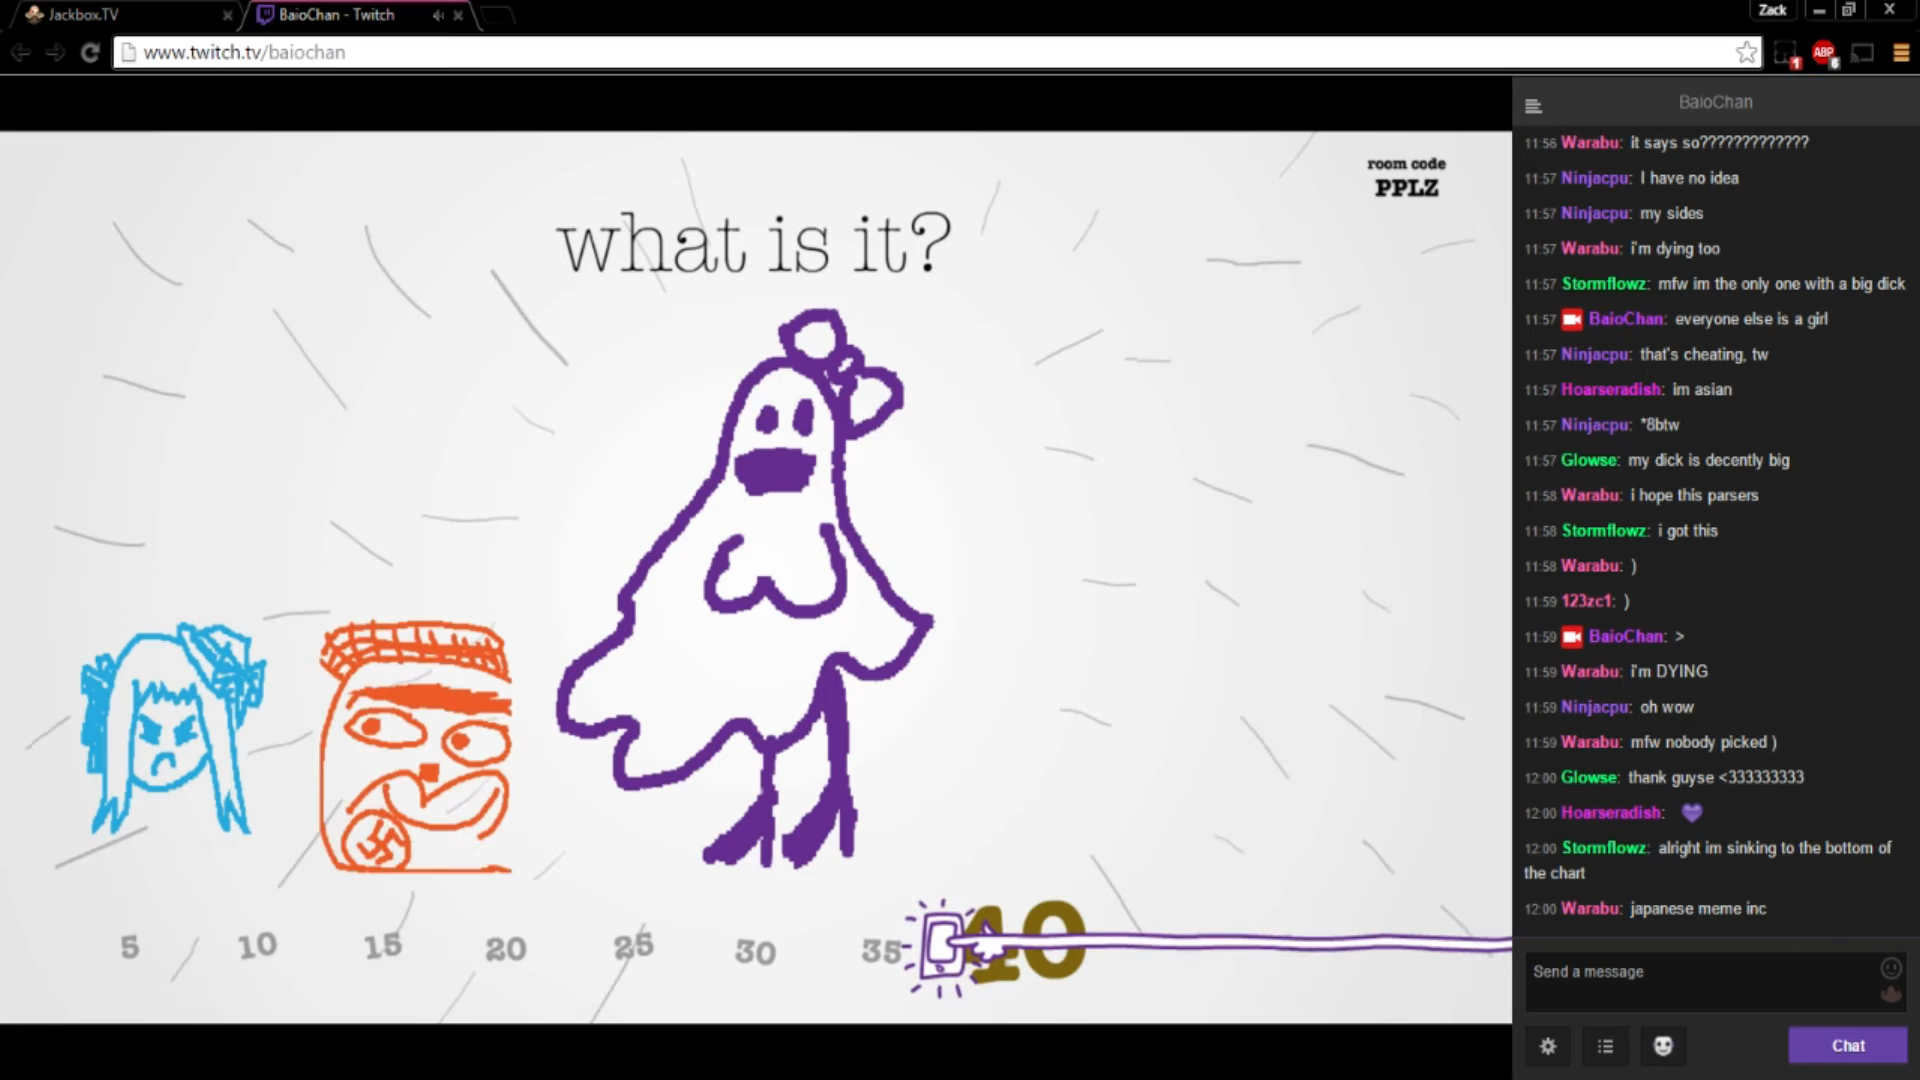 Jackbox.TV
BaioChan - Twitch
Zack
www.twitch.tv/baiochan
ABP
1
6
room code
PPLZ
what is it?
5 10 15 20 25 30 35 40
BaioChan
11:56 Warabu: it says so?????????????
11:57 Ninjacpu: I have no idea
11:57 Ninjacpu: my sides
11:57 Warabu: i'm dying too
11:57 Stormflowz: mfw im the only one with a big dick
11:57 BaioChan: everyone else is a girl
11:57 Ninjacpu: that's cheating, tw
11:57 Hoarseradish: im asian
11:57 Ninjacpu: *8btw
11:57 Glowse: my dick is decently big
11:58 Warabu: i hope this parsers
11:58 Stormflowz: i got this
11:58 Warabu: )
11:59 123zc1: )
11:59 BaioChan: >
11:59 Warabu: i'm DYING
11:59 Ninjacpu: oh wow
11:59 Warabu: mfw nobody picked )
12:00 Glowse: thank guyse <333333333
12:00 Hoarseradish:
12:00 Stormflowz: alright im sinking to the bottom of
the chart
12:00 Warabu: japanese meme inc
Send a message
Chat